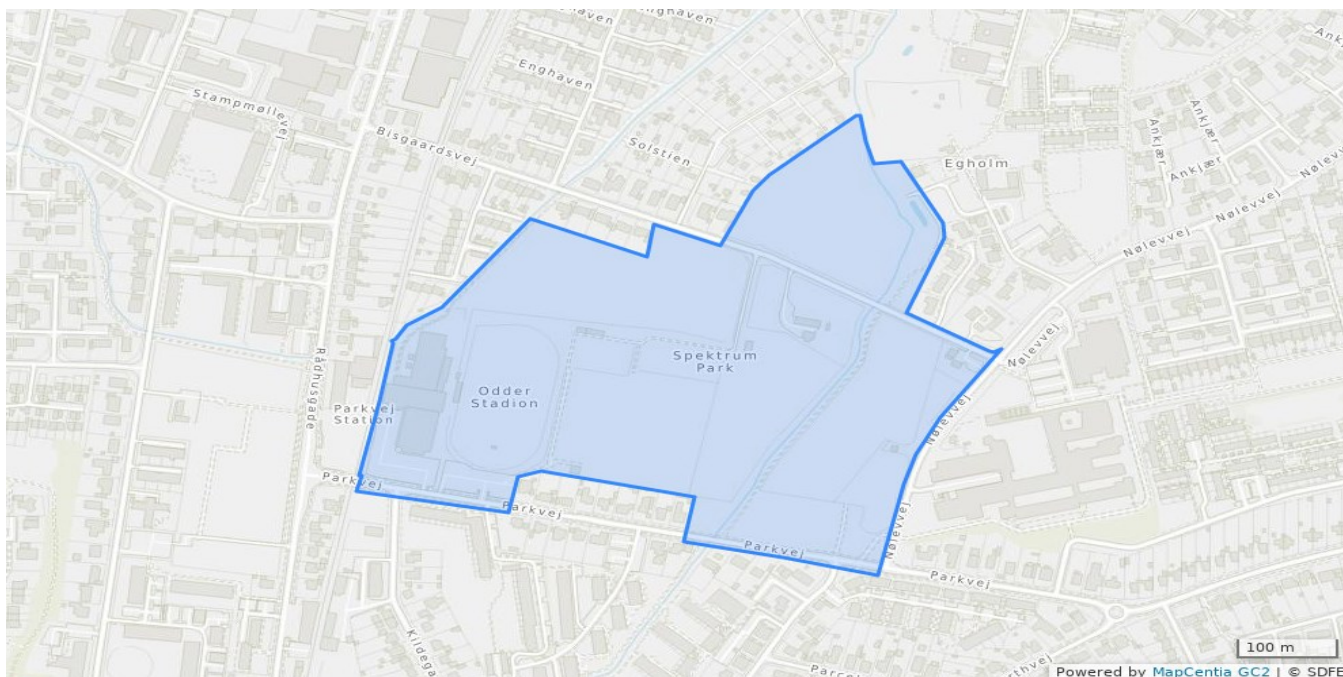 Enghaven
Enghaven
Stampmøllevej
Bisgaardsvej
Solstien
Egholm
Ankjær
Ankjær
Ankjær
Nølevvej
Nølevvej
Nølevvej
Nølevvej
Nølevvej
Rådhusgade
Spektrum
Park
Odder
Stadion
Parkvej
Station
Parkvej
Parkvej
Parkvej
Parkvej
100 m
Powered by MapCentia GC2 | © SDFE